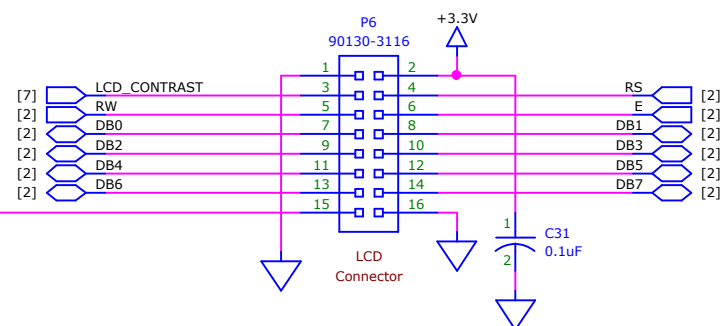 P6
+3.3V
90130-3116
1 2
[7] LCD_CONTRAST 3 4 RS [2]
[2] RW 5 6 E [2]
[2] DB0 7 8 DB1 [2]
[2] DB2 9 10 DB3 [2]
[2] DB4 11 12 DB5 [2]
[2] DB6 13 14 DB7 [2]
15 16
1
C31
0.1uF
2
LCD
Connector